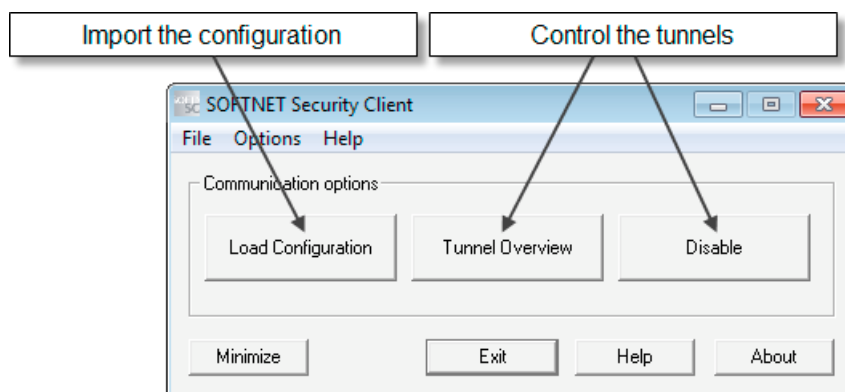 Import the configuration
Control the tunnels
SOFTNET Security Client
File Options Help
Communication options
Load Configuration
Tunnel Overview
Disable
Minimize
Exit
Help
About